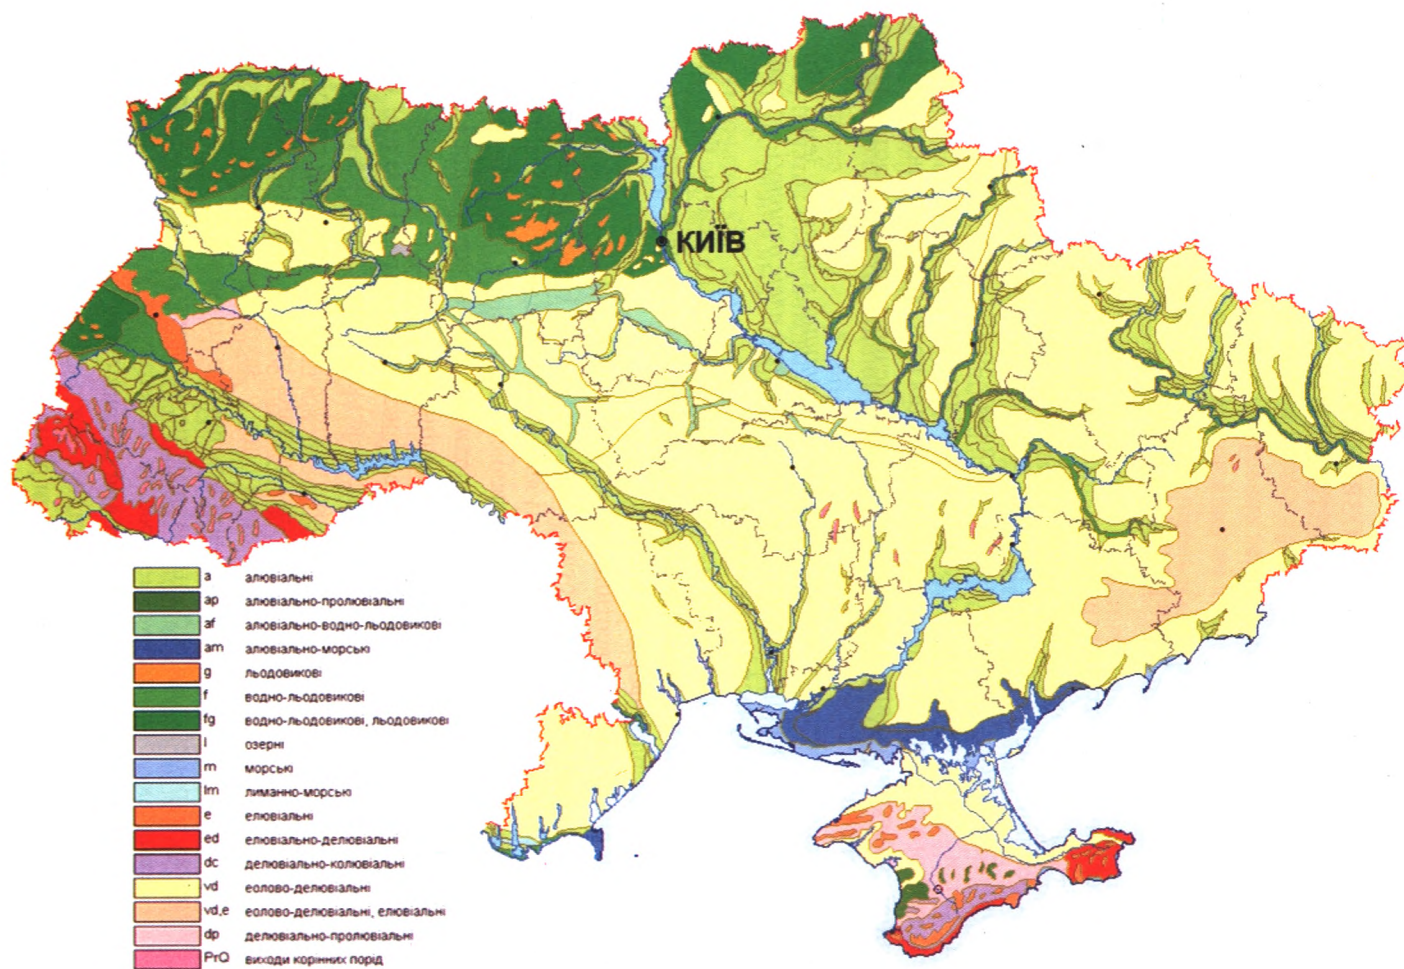 КИЇВ
a алювіальні
ap алювіально-пролювіальні
af алювіально-водно-льодовикові
am алювіально-морські
g льодовикові
f водно-льодовикові
fg водно-льодовикові, льодовикові
l озерні
m морські
lm лиманно-морські
e елювіальні
ed елювіально-делювіальні
dc делювіально-колювіальні
vd еолово-делювіальні
vd,e еолово-делювіальні, елювіальні
dp делювіально-пролювіальні
PrQ виходи корінних порід